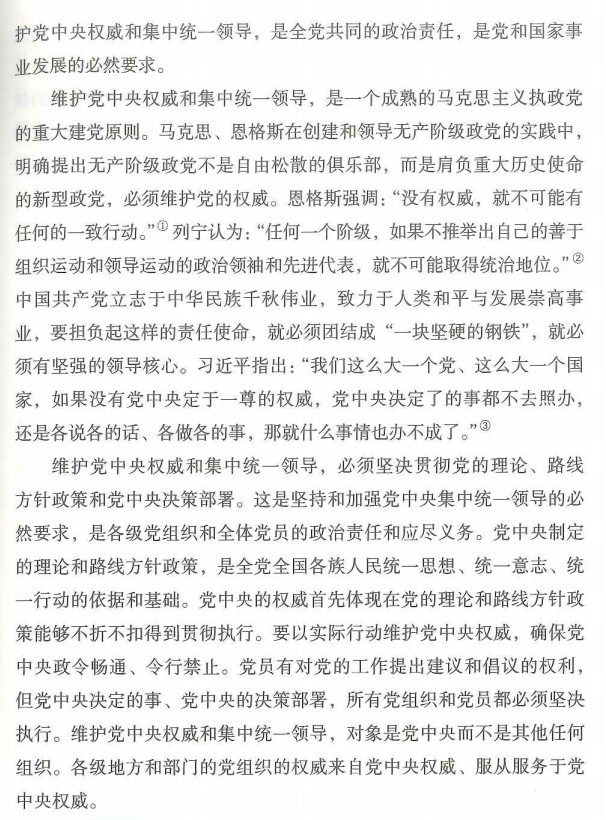 护党中央权威和集中统一领导，是全党共同的政治责任，是党和国家事
业发展的必然要求。
维护党中央权威和集中统一领导，是一个成熟的马克思主义执政党
的重大建党原则。马克思、恩格斯在创建和领导无产阶级政党的实践中，
明确提出无产阶级政党不是自由松散的俱乐部，而是肩负重大历史使命
的新型政党，必须维护党的权威。恩格斯强调：“没有权威，就不可能有
任何的一致行动。”① 列宁认为：“任何一个阶级，如果不推举出自己的善于
组织运动和领导运动的政治领袖和先进代表，就不可能取得统治地位。”②
中国共产党立志于中华民族千秋伟业，致力于人类和平与发展崇高事
业，要担负起这样的责任使命，就必须团结成“一块坚硬的钢铁”，就必
须有坚强的领导核心。习近平指出：“我们这么大一个党、这么大一个国
家，如果没有党中央定于一尊的权威，党中央决定了的事都不去照办，
还是各说各的话、各做各的事，那就什么事情也办不成了。”③
维护党中央权威和集中统一领导，必须坚决贯彻党的理论、路线
方针政策和党中央决策部署。这是坚持和加强党中央集中统一领导的必
然要求，是各级党组织和全体党员的政治责任和应尽义务。党中央制定
的理论和路线方针政策，是全党全国各族人民统一思想、统一意志、统
一行动的依据和基础。党中央的权威首先体现在党的理论和路线方针政
策能够不折不扣得到贯彻执行。要以实际行动维护党中央权威，确保党
中央政令畅通、令行禁止。党员有对党的工作提出建议和倡议的权利，
但党中央决定的事、党中央的决策部署，所有党组织和党员都必须坚决
执行。维护党中央权威和集中统一领导，对象是党中央而不是其他任何
组织。各级地方和部门的党组织的权威来自党中央权威、服从服务于党
中央权威。